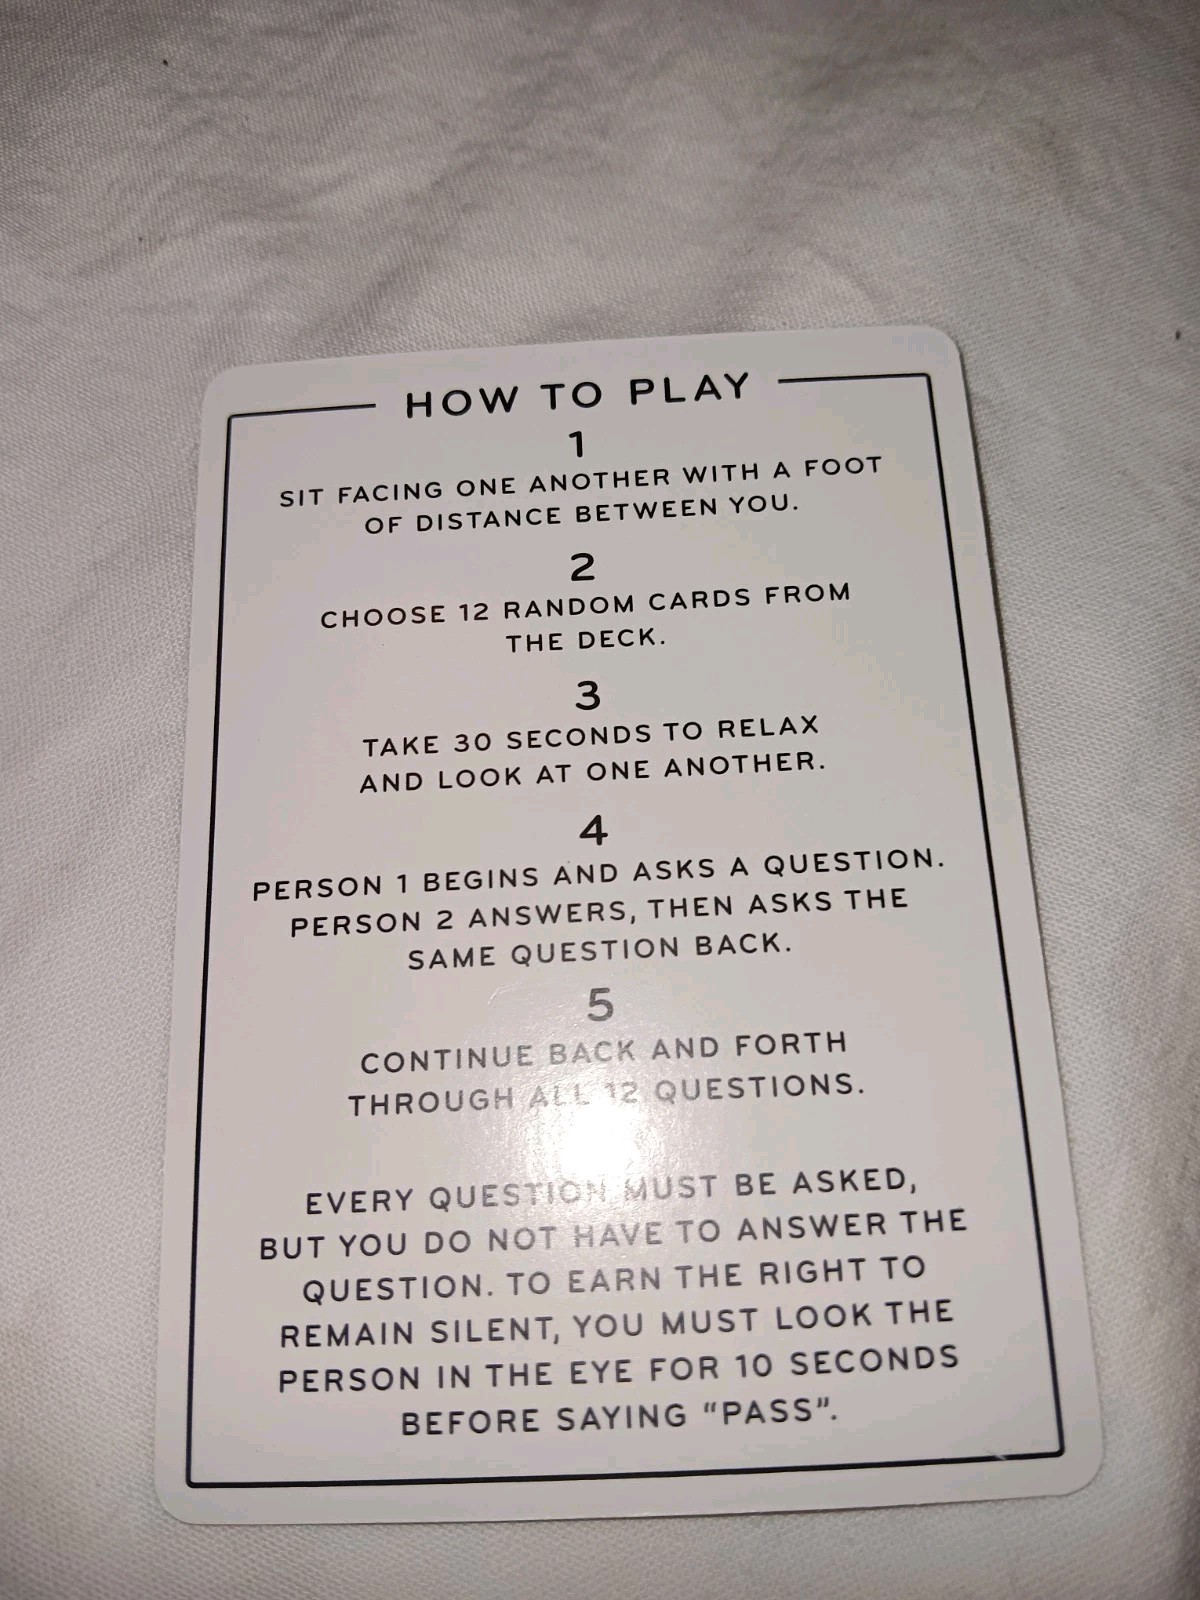 HOW TO PLAY
1
SIT FACING ONE ANOTHER WITH A FOOT
OF DISTANCE BETWEEN YOU.
2
CHOOSE 12 RANDOM CARDS FROM
THE DECK.
3
TAKE 30 SECONDS TO RELAX
AND LOOK AT ONE ANOTHER.
4
PERSON 1 BEGINS AND ASKS A QUESTION.
PERSON 2 ANSWERS, THEN ASKS THE
SAME QUESTION BACK.
5
CONTINUE BACK AND FORTH
THROUGH ALL 12 QUESTIONS.
EVERY QUESTION MUST BE ASKED,
BUT YOU DO NOT HAVE TO ANSWER THE
QUESTION. TO EARN THE RIGHT TO
REMAIN SILENT, YOU MUST LOOK THE
PERSON IN THE EYE FOR 10 SECONDS
BEFORE SAYING "PASS".